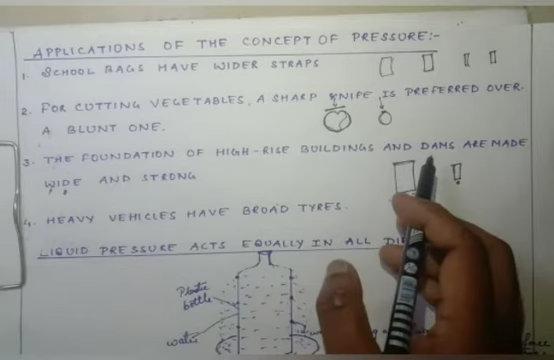 APPLICATIONS OF THE CONCEPT OF PRESSURE:-
1. SCHOOL BAGS HAVE WIDER STRAPS
2. FOR CUTTING VEGETABLES, A SHARP KNIFE IS PREFERRED OVER
A BLUNT ONE.
3. THE FOUNDATION OF HIGH-RISE BUILDINGS AND DAMS ARE MADE
WIDE AND STRONG
4. HEAVY VEHICLES HAVE BROAD TYRES.
LIQUID PRESSURE ACTS EQUALLY IN ALL
Plastic
bottle
water